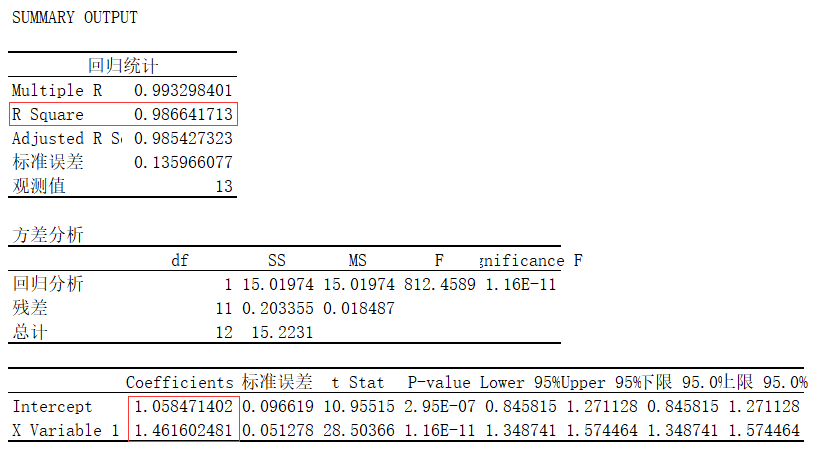 SUMMARY OUTPUT
回归统计
Multiple R 0.993298401
R Square 0.986641713
Adjusted R S 0.985427323
标准误差 0.135966077
观测值 13
方差分析
df SS MS F gnificance F
回归分析 1 15.01974 15.01974 812.4589 1.16E-11
残差 11 0.203355 0.018487
总计 12 15.2231
Coefficients 标准误差 t Stat P-value Lower 95% Upper 95% 下限 95.0% 上限 95.0%
Intercept 1.058471402 0.096619 10.95515 2.95E-07 0.845815 1.271128 0.845815 1.271128
X Variable 1 1.461602481 0.051278 28.50366 1.16E-11 1.348741 1.574464 1.348741 1.574464